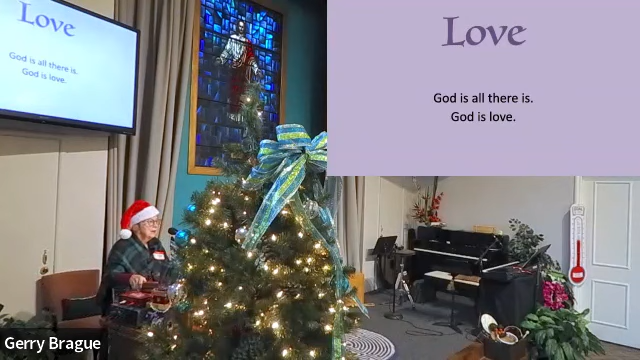 Love
God is all there is.
God is love.
Love
God is all there is.
God is love.
Gerry Brague